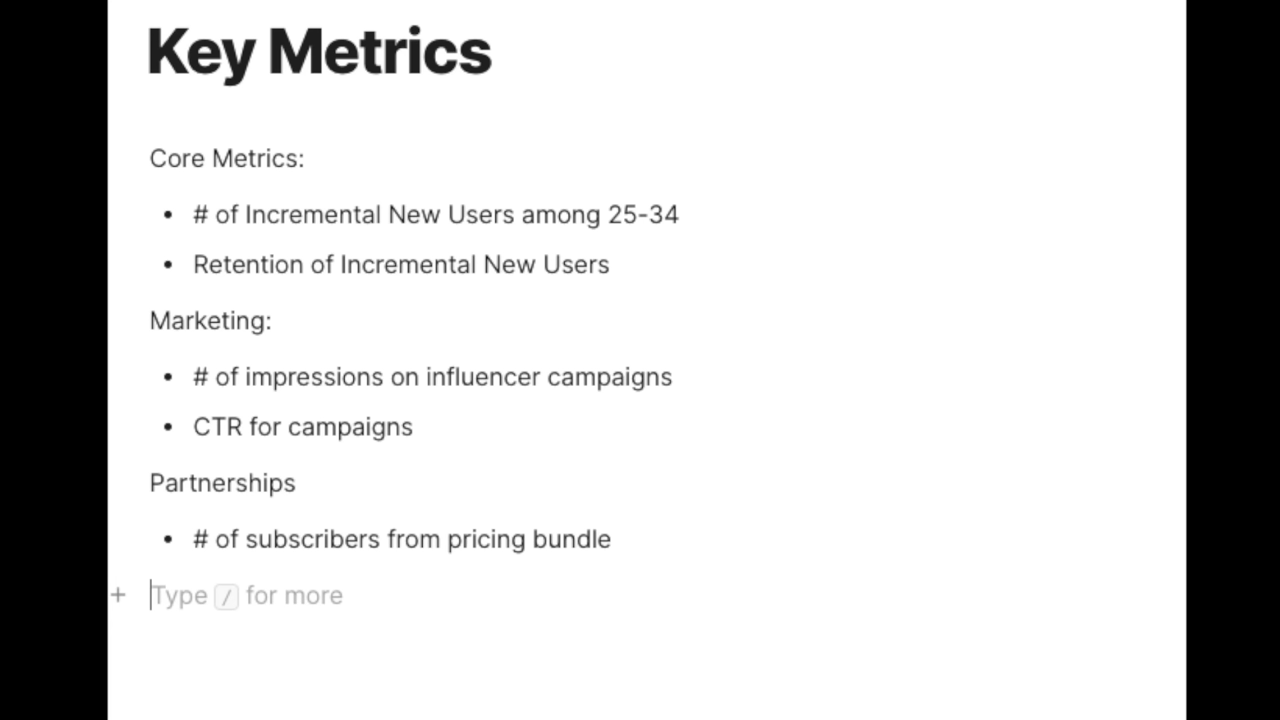 Key Metrics
Core Metrics:
• # of Incremental New Users among 25-34
• Retention of Incremental New Users
Marketing:
• # of impressions on influencer campaigns
• CTR for campaigns
Partnerships
• # of subscribers from pricing bundle
+ Type / for more